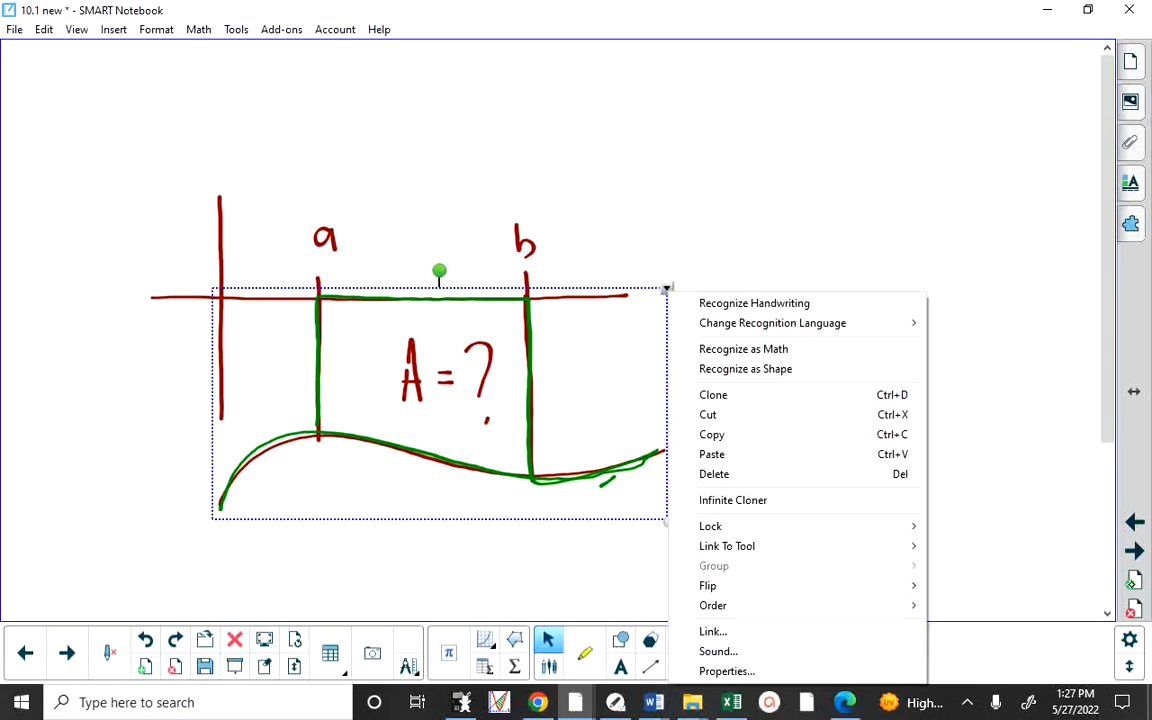 10.1 new * - SMART Notebook
File Edit View Insert Format Math Tools Add-ons Account Help
a
b
A = ?
Recognize Handwriting
Change Recognition Language
Recognize as Math
Recognize as Shape
Clone Ctrl+D
Cut Ctrl+X
Copy Ctrl+C
Paste Ctrl+V
Delete Del
Infinite Cloner
Lock
Link To Tool
Group
Flip
Order
Link...
Sound...
Properties...
Type here to search
High...
1:27 PM
5/27/2022